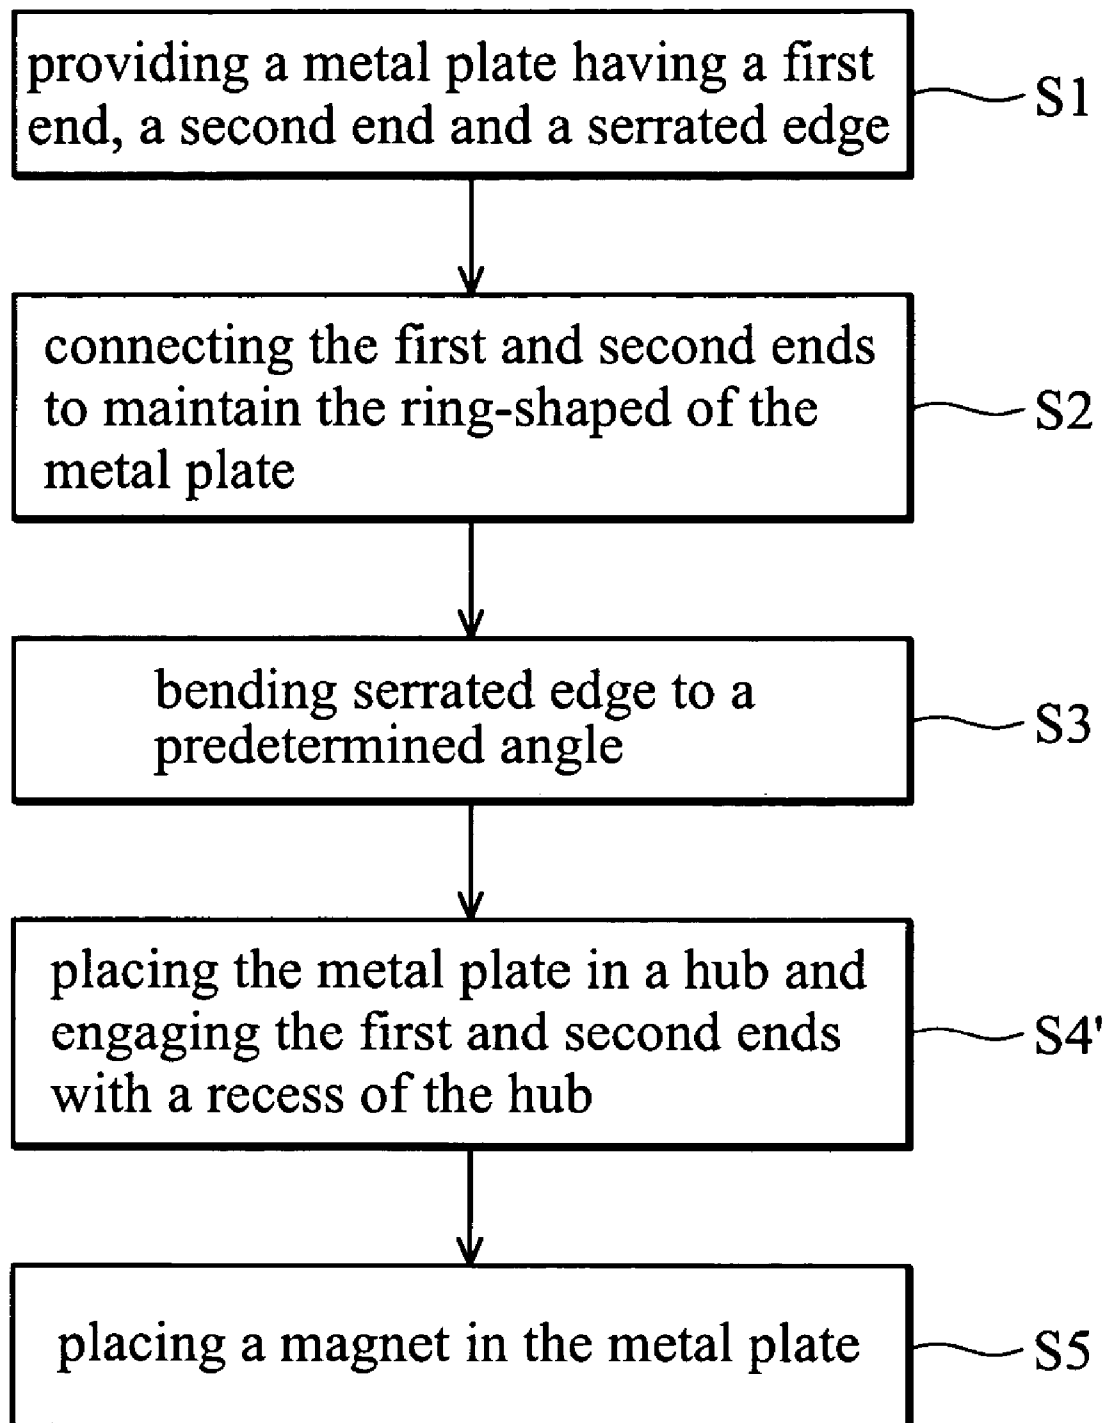 providing a metal plate having a first
end, a second end and a serrated edge
S1
connecting the first and second ends
to maintain the ring-shaped of the
metal plate
S2
bending serrated edge to a
predetermined angle
S3
placing the metal plate in a hub and
engaging the first and second ends
with a recess of the hub
S4'
placing a magnet in the metal plate
S5